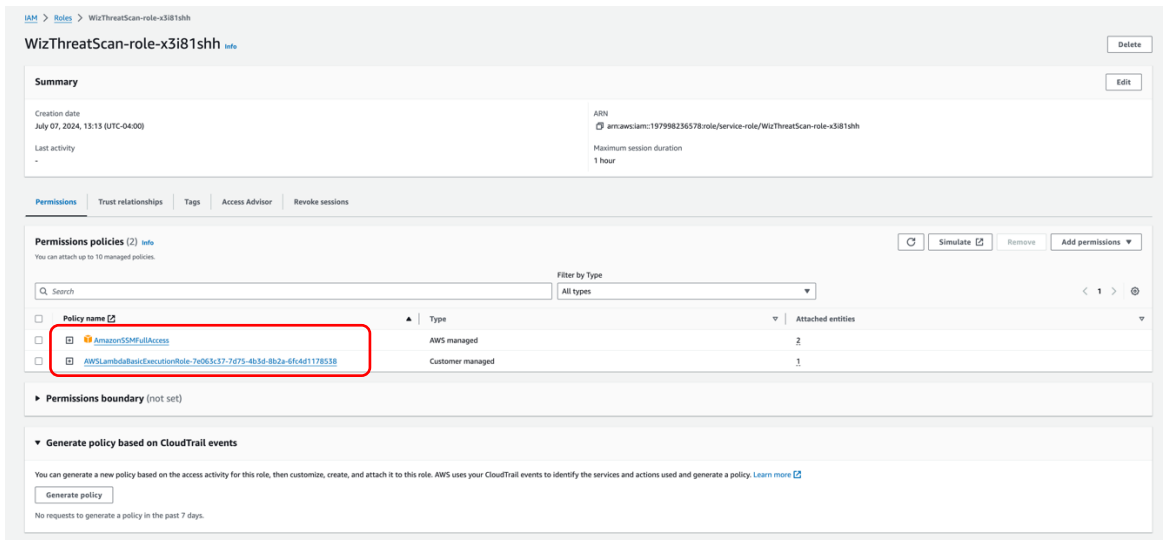 IAM > Roles > WizThreatScan-role-x3i81shh
WizThreatScan-role-x3i81shh Info
Delete
Summary
Edit
Creation date
July 07, 2024, 13:13 (UTC-04:00)
ARN
arn:aws:iam::197998236578:role/service-role/WizThreatScan-role-x3i81shh
Last activity
-
Maximum session duration
1 hour
Permissions Trust relationships Tags Access Advisor Revoke sessions
Permissions policies (2) Info
You can attach up to 10 managed policies.
Simulate Remove Add permissions
Filter by Type
Search
All types
1
Policy name Type Attached entities
AmazonSSMFullAccess AWS managed 2
AWSLambdaBasicExecutionRole-7e063c37-7d75-4b3d-8b2a-6fc4d1178538 Customer managed 1
Permissions boundary (not set)
Generate policy based on CloudTrail events
You can generate a new policy based on the access activity for this role, then customize, create, and attach it to this role. AWS uses your CloudTrail events to identify the services and actions used and generate a policy. Learn more
Generate policy
No requests to generate a policy in the past 7 days.